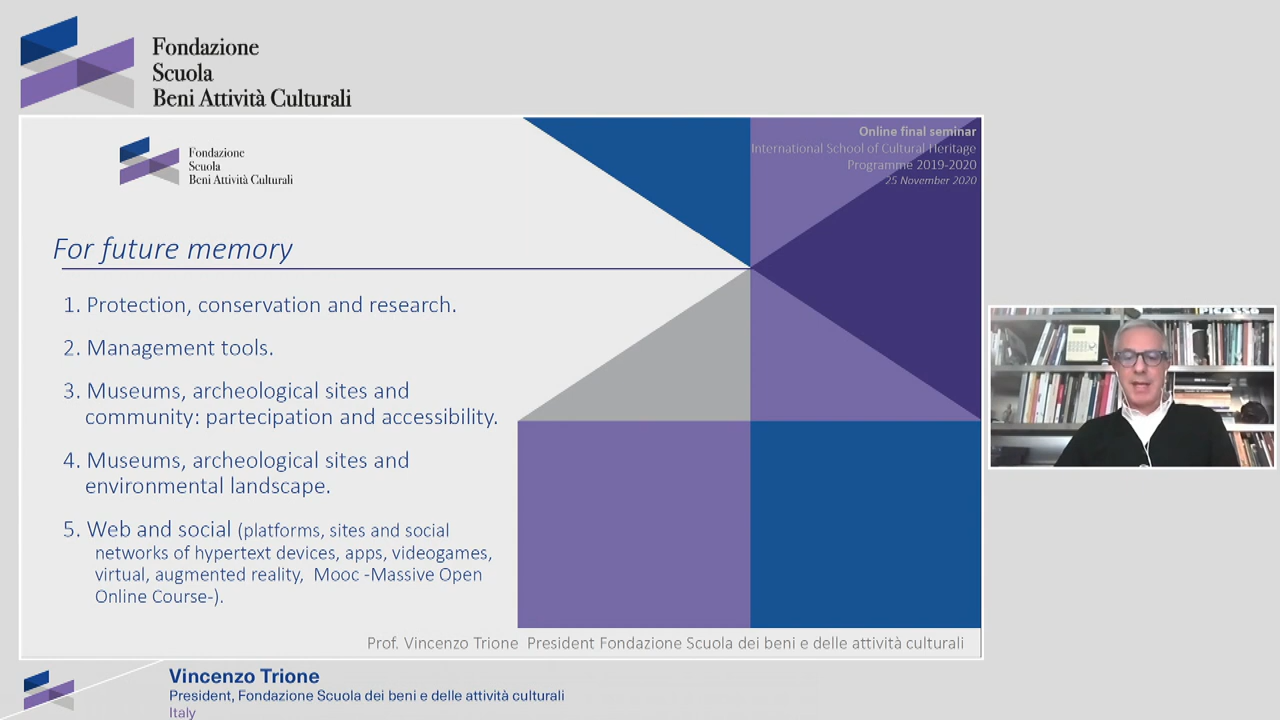 Fondazione
Scuola
Beni Attività Culturali
Fondazione
Scuola
Beni Attività Culturali
Online final seminar
International School of Cultural Heritage
Programme 2019-2020
25 November 2020
For future memory
1. Protection, conservation and research.
2. Management tools.
3. Museums, archeological sites and
community: partecipation and accessibility.
4. Museums, archeological sites and
environmental landscape.
5. Web and social (platforms, sites and social
networks of hypertext devices, apps, videogames,
virtual, augmented reality, Mooc -Massive Open
Online Course-).
Prof. Vincenzo Trione President Fondazione Scuola dei beni e delle attività culturali
PICASSO
Vincenzo Trione
President, Fondazione Scuola dei beni e delle attività culturali
Italy